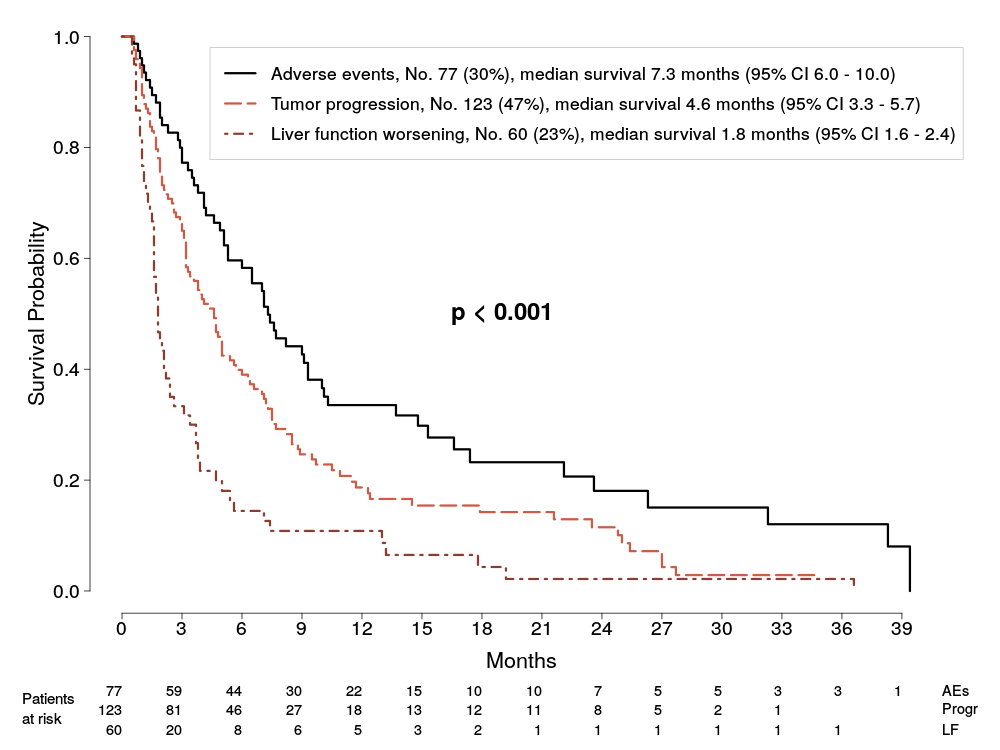 1.0
Adverse events, No. 77 (30%), median survival 7.3 months (95% CI 6.0 - 10.0)
Tumor progression, No. 123 (47%), median survival 4.6 months (95% CI 3.3 - 5.7)
Liver function worsening, No. 60 (23%), median survival 1.8 months (95% CI 1.6 - 2.4)
0.8
0.6
Survival Probability
p < 0.001
0.4
0.2
0.0
0 3 6 9 12 15 18 21 24 27 30 33 36 39
Months
Patients at risk
77 59 44 30 22 15 10 10 7 5 5 3 3 1 AEs
123 81 46 27 18 13 12 11 8 5 2 1 Progr
60 20 8 6 5 3 2 1 1 1 1 1 1 LF